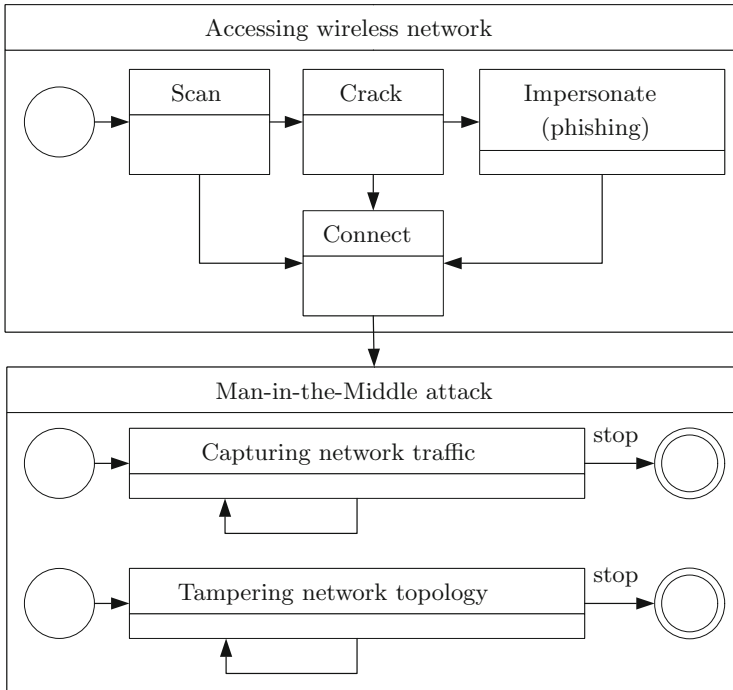 Accessing wireless network
Scan
Crack
Impersonate
(phishing)
Connect
Man-in-the-Middle attack
Capturing network traffic
stop
Tampering network topology
stop